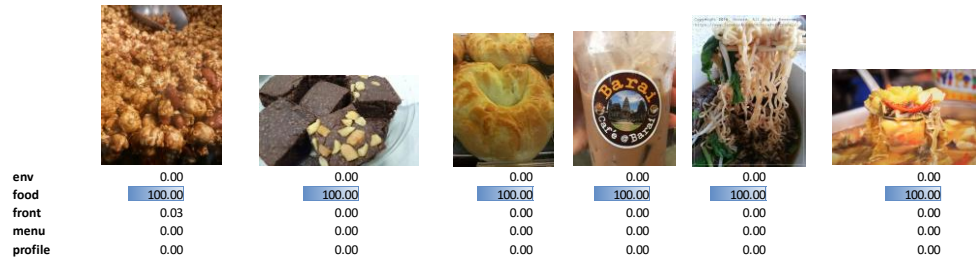 Barai
Café @ Barai
env 0.00 0.00 0.00 0.00 0.00 0.00
food 100.00 100.00 100.00 100.00 100.00 100.00
front 0.03 0.00 0.00 0.00 0.00 0.00
menu 0.00 0.00 0.00 0.00 0.00 0.00
profile 0.00 0.00 0.00 0.00 0.00 0.00